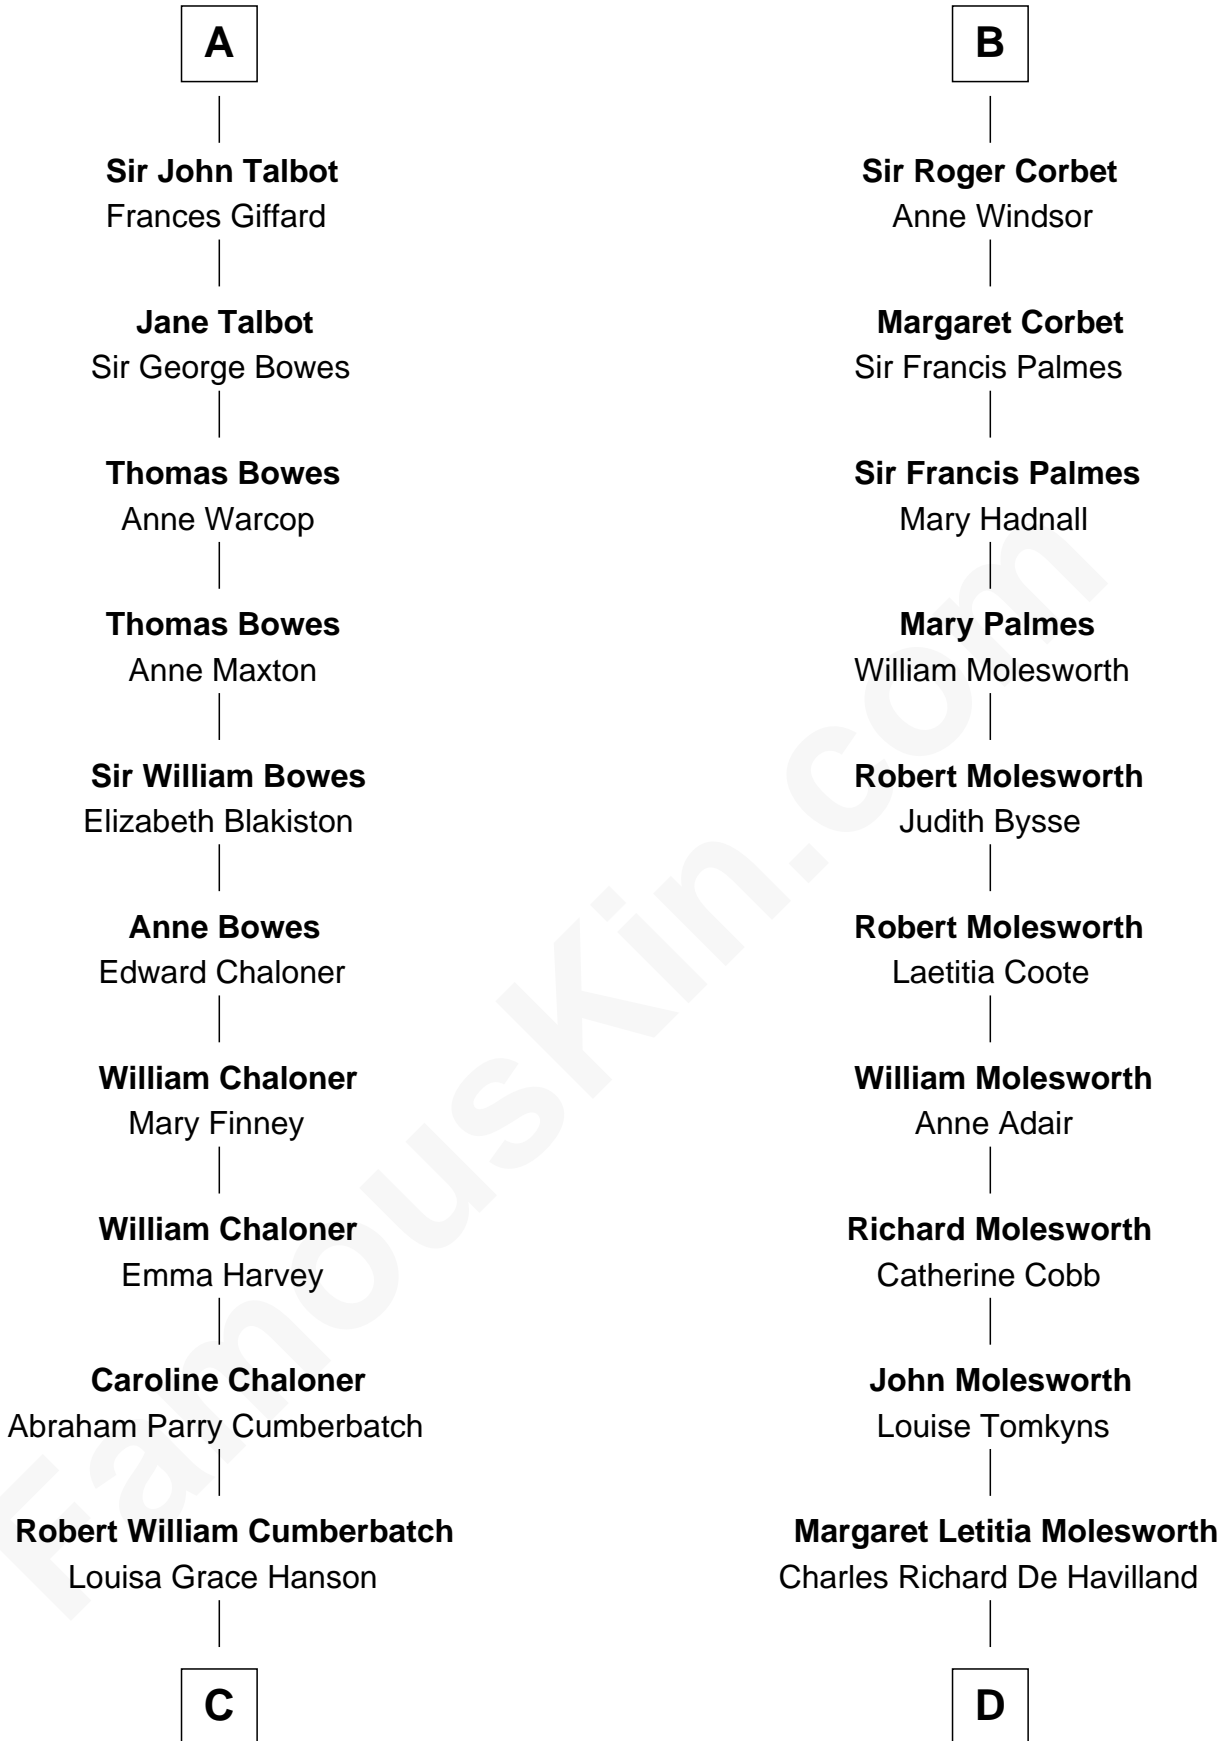 A
Sir John Talbot
Frances Giffard
Jane Talbot
Sir George Bowes
Thomas Bowes
Anne Warcop
Thomas Bowes
Anne Maxton
Sir William Bowes
Elizabeth Blakiston
Anne Bowes
Edward Chaloner
William Chaloner
Mary Finney
William Chaloner
Emma Harvey
Caroline Chaloner
Abraham Parry Cumberbatch
Robert William Cumberbatch
Louisa Grace Hanson
C
B
Sir Roger Corbet
Anne Windsor
Margaret Corbet
Sir Francis Palmes
Sir Francis Palmes
Mary Hadnall
Mary Palmes
William Molesworth
Robert Molesworth
Judith Bysse
Robert Molesworth
Laetitia Coote
William Molesworth
Anne Adair
Richard Molesworth
Catherine Cobb
John Molesworth
Louise Tomkyns
Margaret Letitia Molesworth
Charles Richard De Havilland
D
FamousKin.com